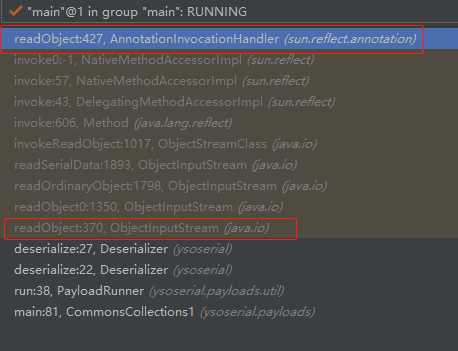 "main"@1 in group "main": RUNNING
readObject:427, AnnotationInvocationHandler (sun.reflect.annotation)
invoke0:-1, NativeMethodAccessorImpl (sun.reflect)
invoke:57, NativeMethodAccessorImpl (sun.reflect)
invoke:43, DelegatingMethodAccessorImpl (sun.reflect)
invoke:606, Method (java.lang.reflect)
invokeReadObject:1017, ObjectStreamClass (java.io)
readSerialData:1893, ObjectInputStream (java.io)
readOrdinaryObject:1798, ObjectInputStream (java.io)
readObject0:1350, ObjectInputStream (java.io)
readObject:370, ObjectInputStream (java.io)
deserialize:27, Deserializer (ysoserial)
deserialize:22, Deserializer (ysoserial)
run:38, PayloadRunner (ysoserial.payloads.util)
main:81, CommonsCollections1 (ysoserial.payloads)